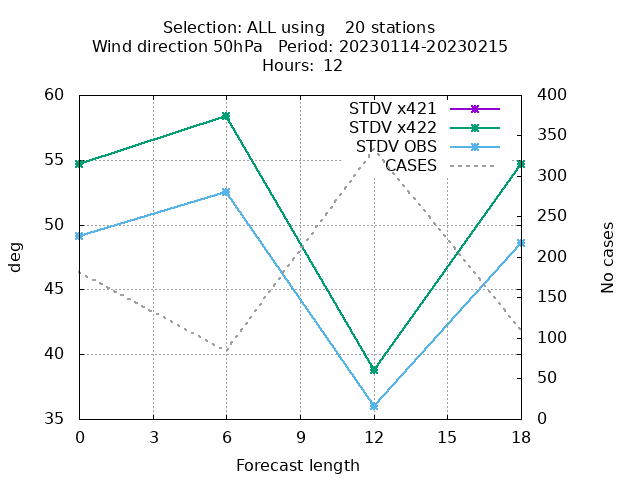 Selection: ALL using    20 stations
Wind direction 50hPa   Period: 20230114-20230215
Hours:  12
60
55
50
45
40
35
400
350
300
250
200
150
100
50
0
STDV x421
STDV x422
STDV OBS
CASES
deg
No cases
0 3 6 9 12 15 18
Forecast length